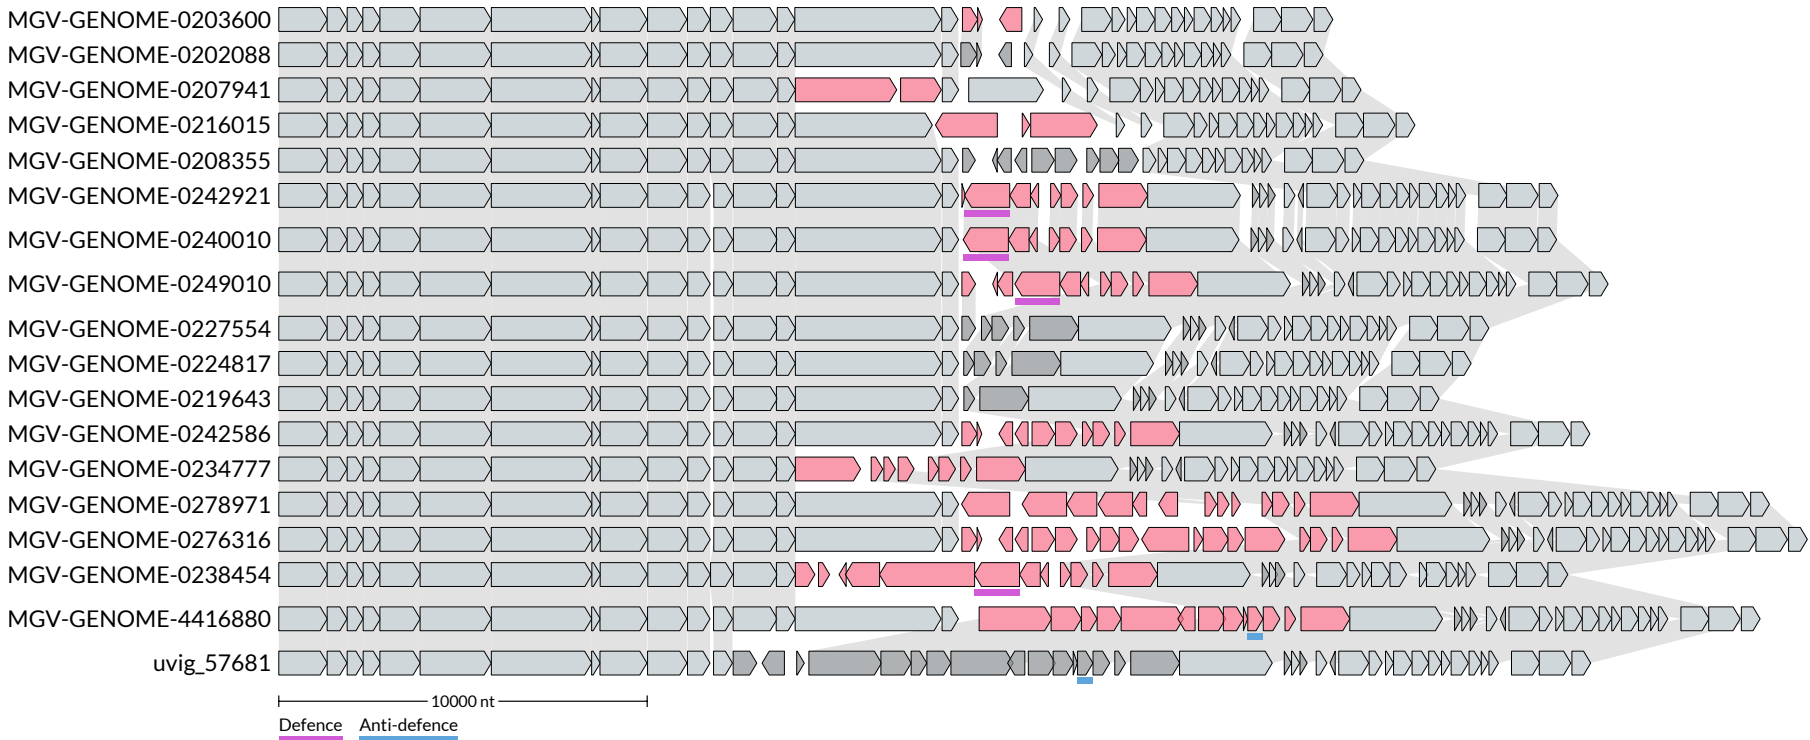 MGV-GENOME-0203600
MGV-GENOME-0202088
MGV-GENOME-0207941
MGV-GENOME-0216015
MGV-GENOME-0208355
MGV-GENOME-0242921
MGV-GENOME-0240010
MGV-GENOME-0249010
MGV-GENOME-0227554
MGV-GENOME-0224817
MGV-GENOME-0219643
MGV-GENOME-0242586
MGV-GENOME-0234777
MGV-GENOME-0278971
MGV-GENOME-0276316
MGV-GENOME-0238454
MGV-GENOME-4416880
uvig_57681
10000 nt
Defence Anti-defence